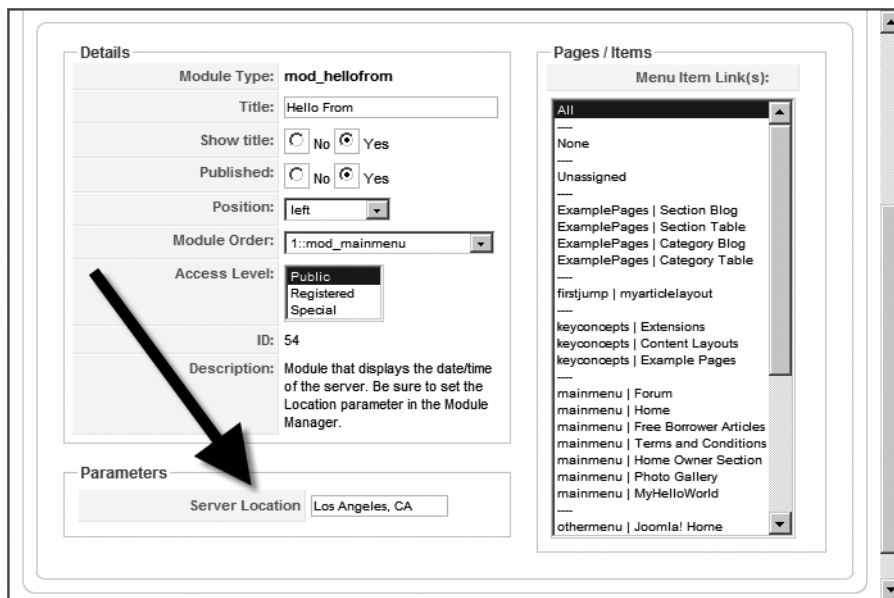 Details
Module Type: mod_hellofrom
Title: Hello From
Show title: No Yes
Published: No Yes
Position: left
Module Order: 1::mod_mainmenu
Access Level: Public
Registered
Special
ID: 54
Description: Module that displays the date/time
of the server. Be sure to set the
Location parameter in the Module
Manager.
Parameters
Server Location Los Angeles, CA
Pages / Items
Menu Item Link(s):
All
----
None
----
Unassigned
----
ExamplePages | Section Blog
ExamplePages | Section Table
ExamplePages | Category Blog
ExamplePages | Category Table
----
firstjump | myarticlelayout
----
keyconcepts | Extensions
keyconcepts | Content Layouts
keyconcepts | Example Pages
----
mainmenu | Forum
mainmenu | Home
mainmenu | Free Borrower Articles
mainmenu | Terms and Conditions
mainmenu | Home Owner Section
mainmenu | Photo Gallery
mainmenu | MyHelloWorld
----
othermenu | Joomla! Home